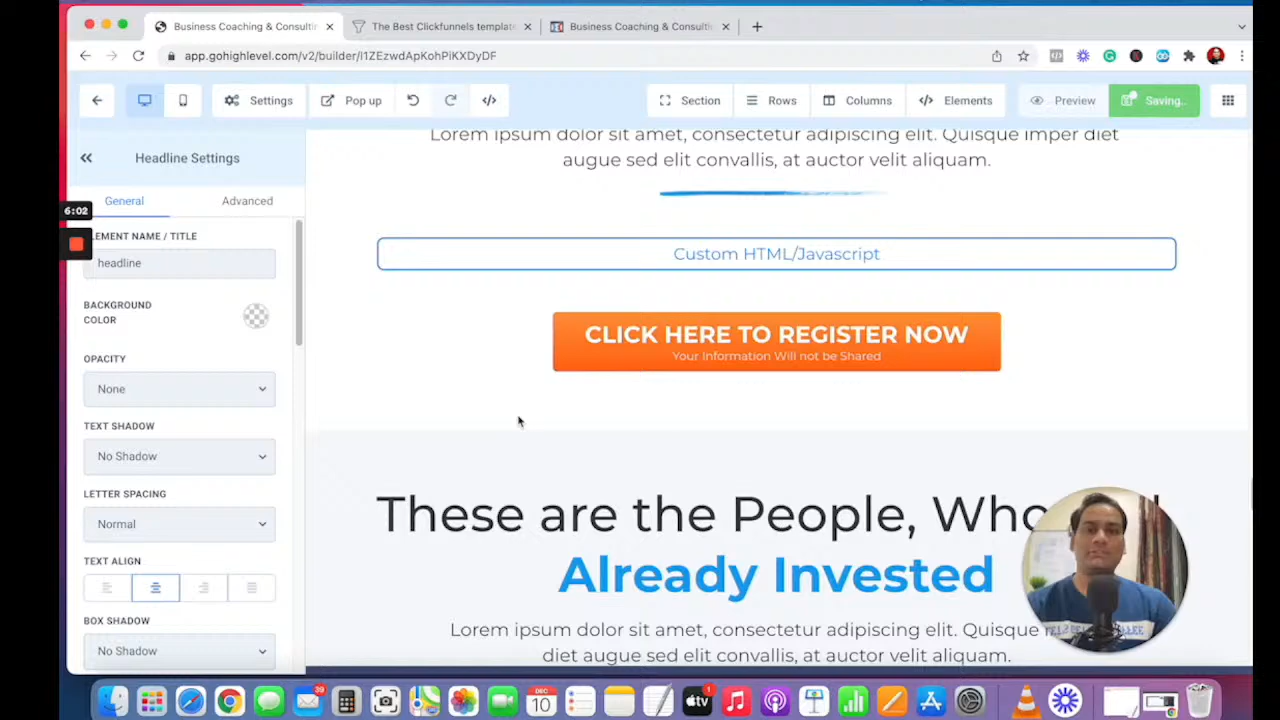 Business Coaching & Consultin
The Best Clickfunnels template
Business Coaching & Consultin
app.gohighlevel.com/v2/builder/I1ZEzwdApKohPiKXDyDF
Settings
Pop up
Section
Rows
Columns
Elements
Preview
Saving..
Headline Settings
General
Advanced
6:02
LEMENT NAME / TITLE
headline
BACKGROUND
COLOR
OPACITY
None
TEXT SHADOW
No Shadow
LETTER SPACING
Normal
TEXT ALIGN
BOX SHADOW
No Shadow
Lorem ipsum dolor sit amet, consectetur adipiscing elit. Quisque imper diet
augue sed elit convallis, at auctor velit aliquam.
Custom HTML/Javascript
CLICK HERE TO REGISTER NOW
Your Information Will not be Shared
These are the People, Who
Already Invested
Lorem ipsum dolor sit amet, consectetur adipiscing elit. Quisque
diet augue sed elit convallis, at auctor velit aliquam.
39
DEC
10
tv
1